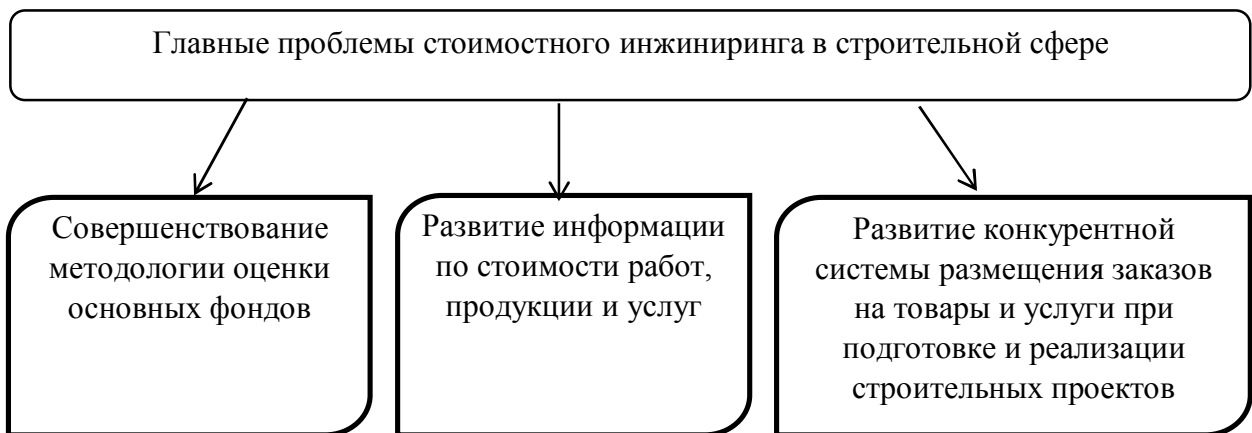 Главные проблемы стоимостного инжиниринга в строительной сфере
Совершенствование
методологии оценки
основных фондов
Развитие информации
по стоимости работ,
продукции и услуг
Развитие конкурентной
системы размещения заказов
на товары и услуги при
подготовке и реализации
строительных проектов